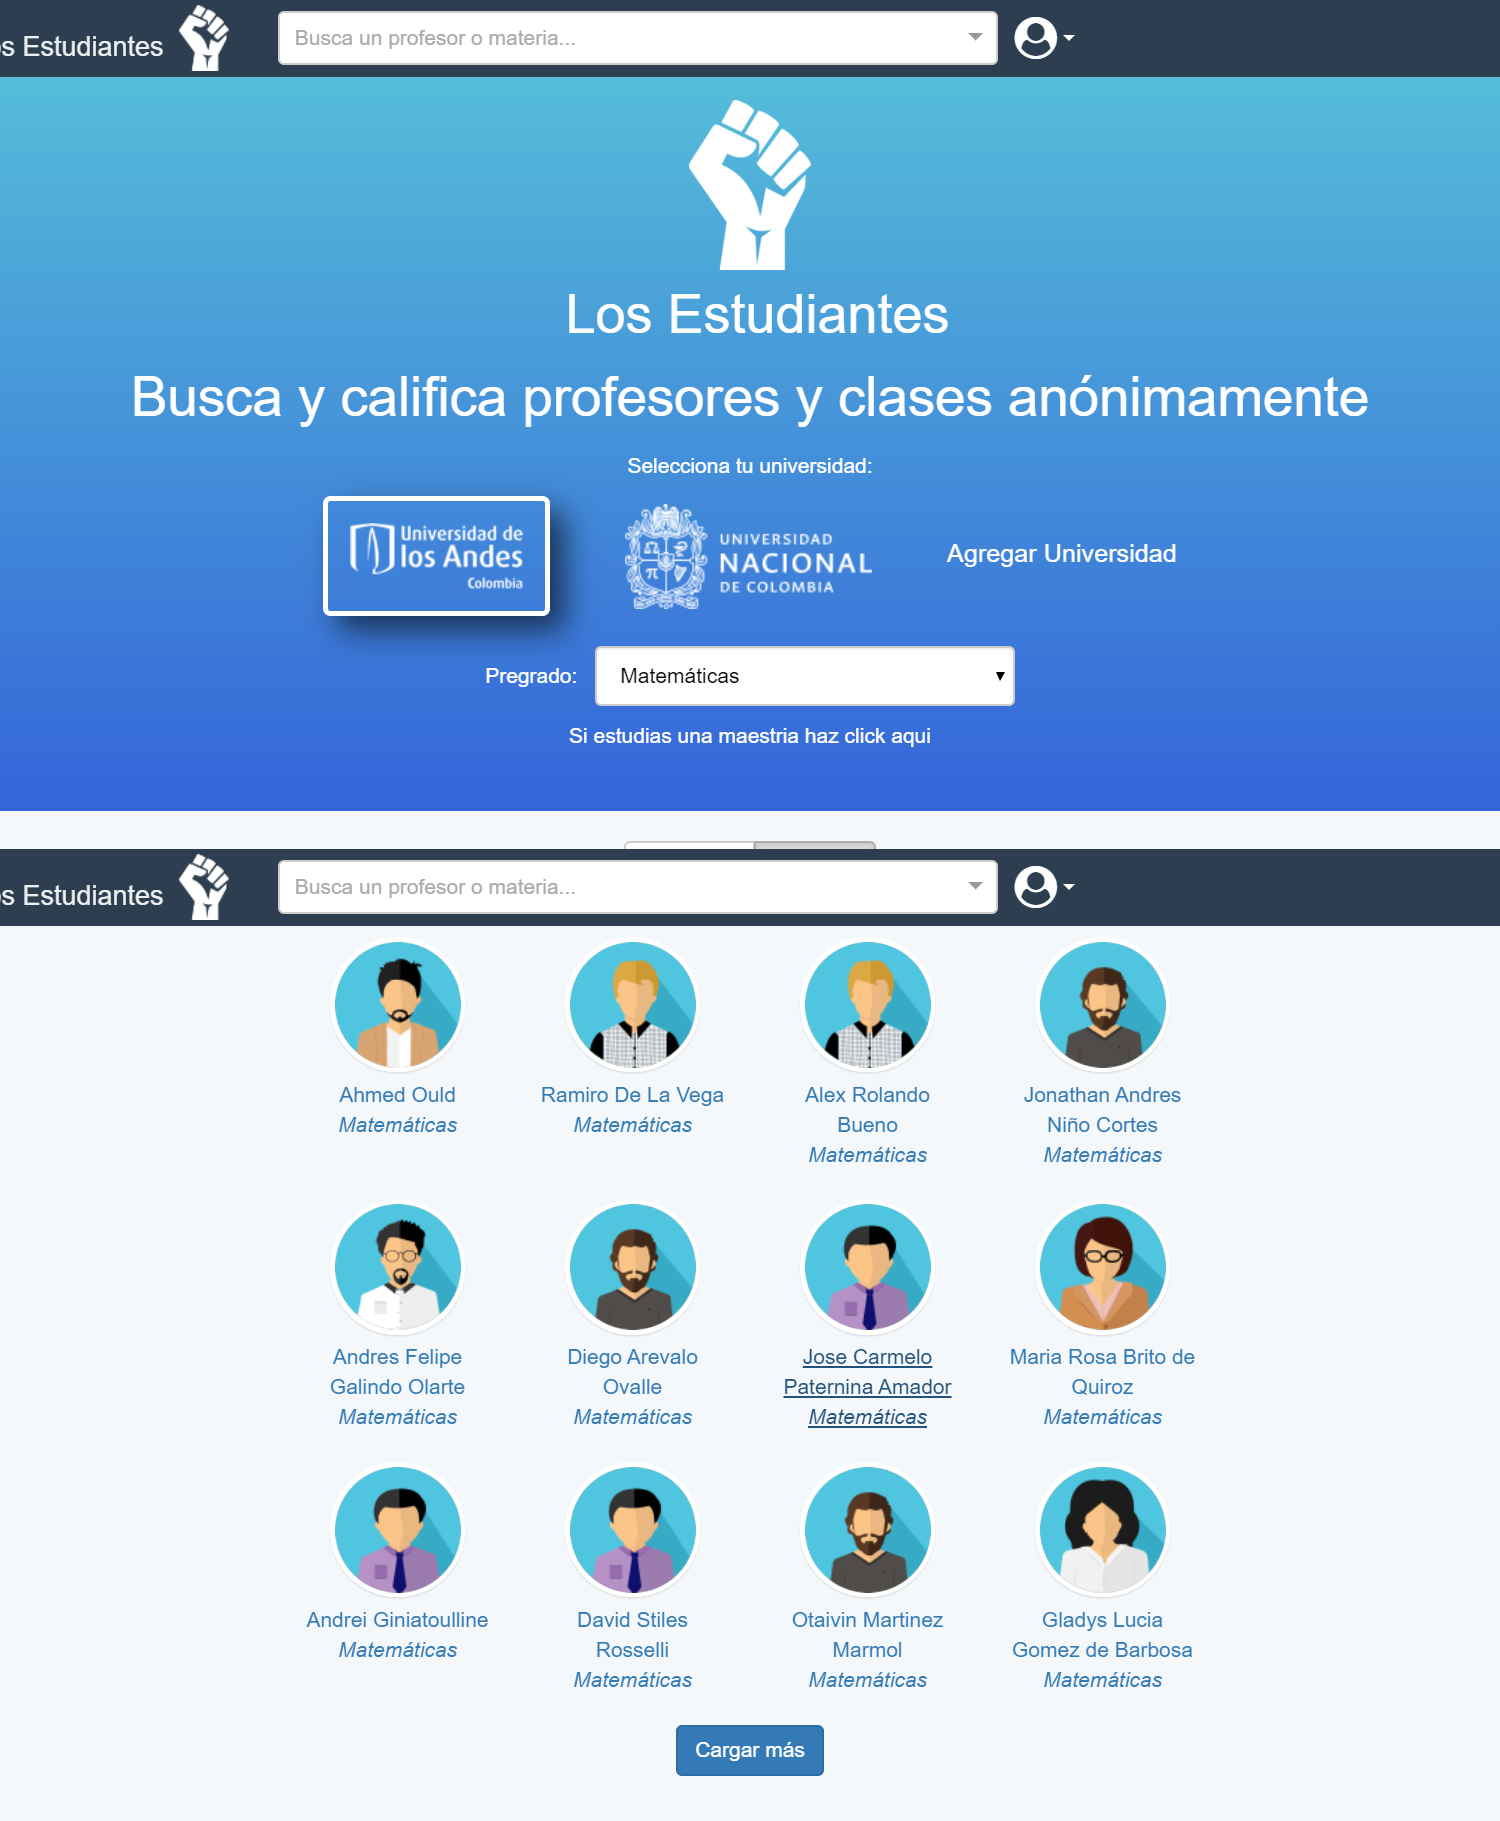 s Estudiantes
Busca un profesor o materia...
Los Estudiantes
Busca y califica profesores y clases anónimamente
Selecciona tu universidad:
Universidad de
los Andes
Colombia
UNIVERSIDAD
NACIONAL
DE COLOMBIA
Agregar Universidad
Pregrado:
Matemáticas
Si estudias una maestria haz click aqui
s Estudiantes
Busca un profesor o materia...
Ahmed Ould
Matemáticas
Ramiro De La Vega
Matemáticas
Alex Rolando
Bueno
Matemáticas
Jonathan Andres
Niño Cortes
Matemáticas
Andres Felipe
Galindo Olarte
Matemáticas
Diego Arevalo
Ovalle
Matemáticas
Jose Carmelo
Paternina Amador
Matemáticas
Maria Rosa Brito de
Quiroz
Matemáticas
Andrei Giniatoulline
Matemáticas
David Stiles
Rosselli
Matemáticas
Otaivin Martinez
Marmol
Matemáticas
Gladys Lucia
Gomez de Barbosa
Matemáticas
Cargar más